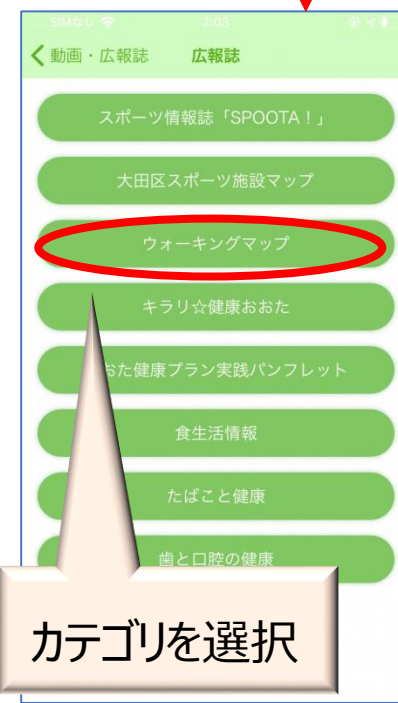 SIMなし 2:03
動画・広報誌 広報誌
スポーツ情報誌「SPOOTA！」
大田区スポーツ施設マップ
ウォーキングマップ
キラリ☆健康おおた
おた健康プラン実践パンフレット
食生活情報
たばこと健康
歯と口腔の健康
カテゴリを選択